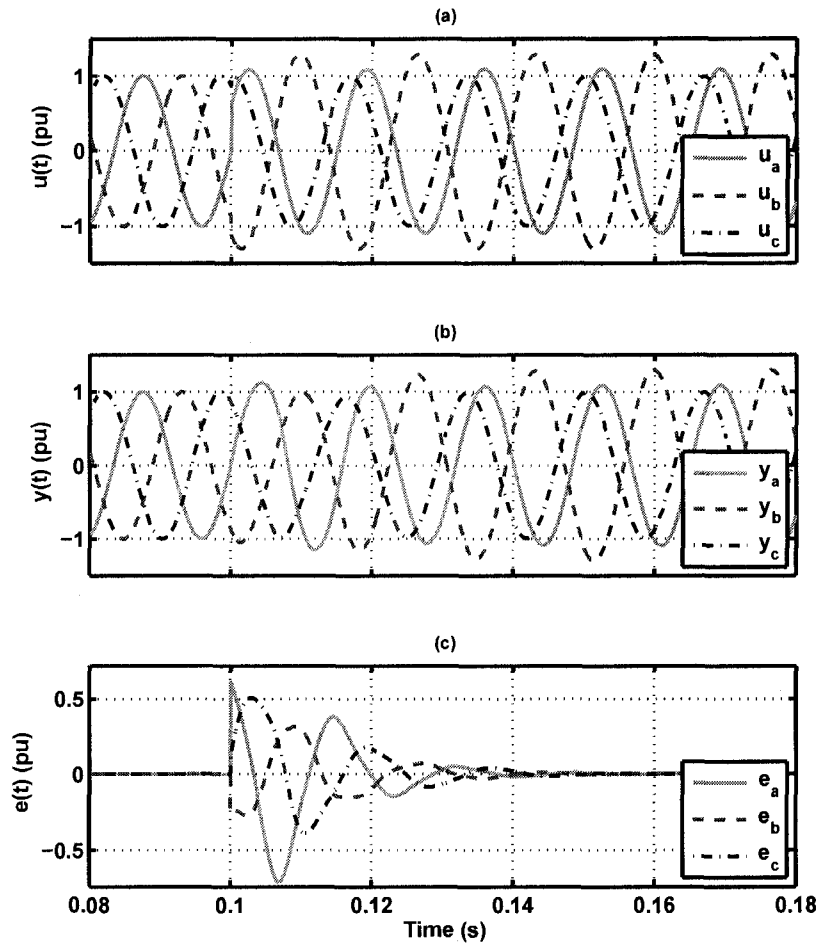 (a)
u(t) (pu)
1
0
−1
u_a
u_b
u_c
(b)
y(t) (pu)
1
0
−1
y_a
y_b
y_c
(c)
e(t) (pu)
0.5
0
−0.5
e_a
e_b
e_c
0.08 0.1 0.12 0.14 0.16 0.18
Time (s)